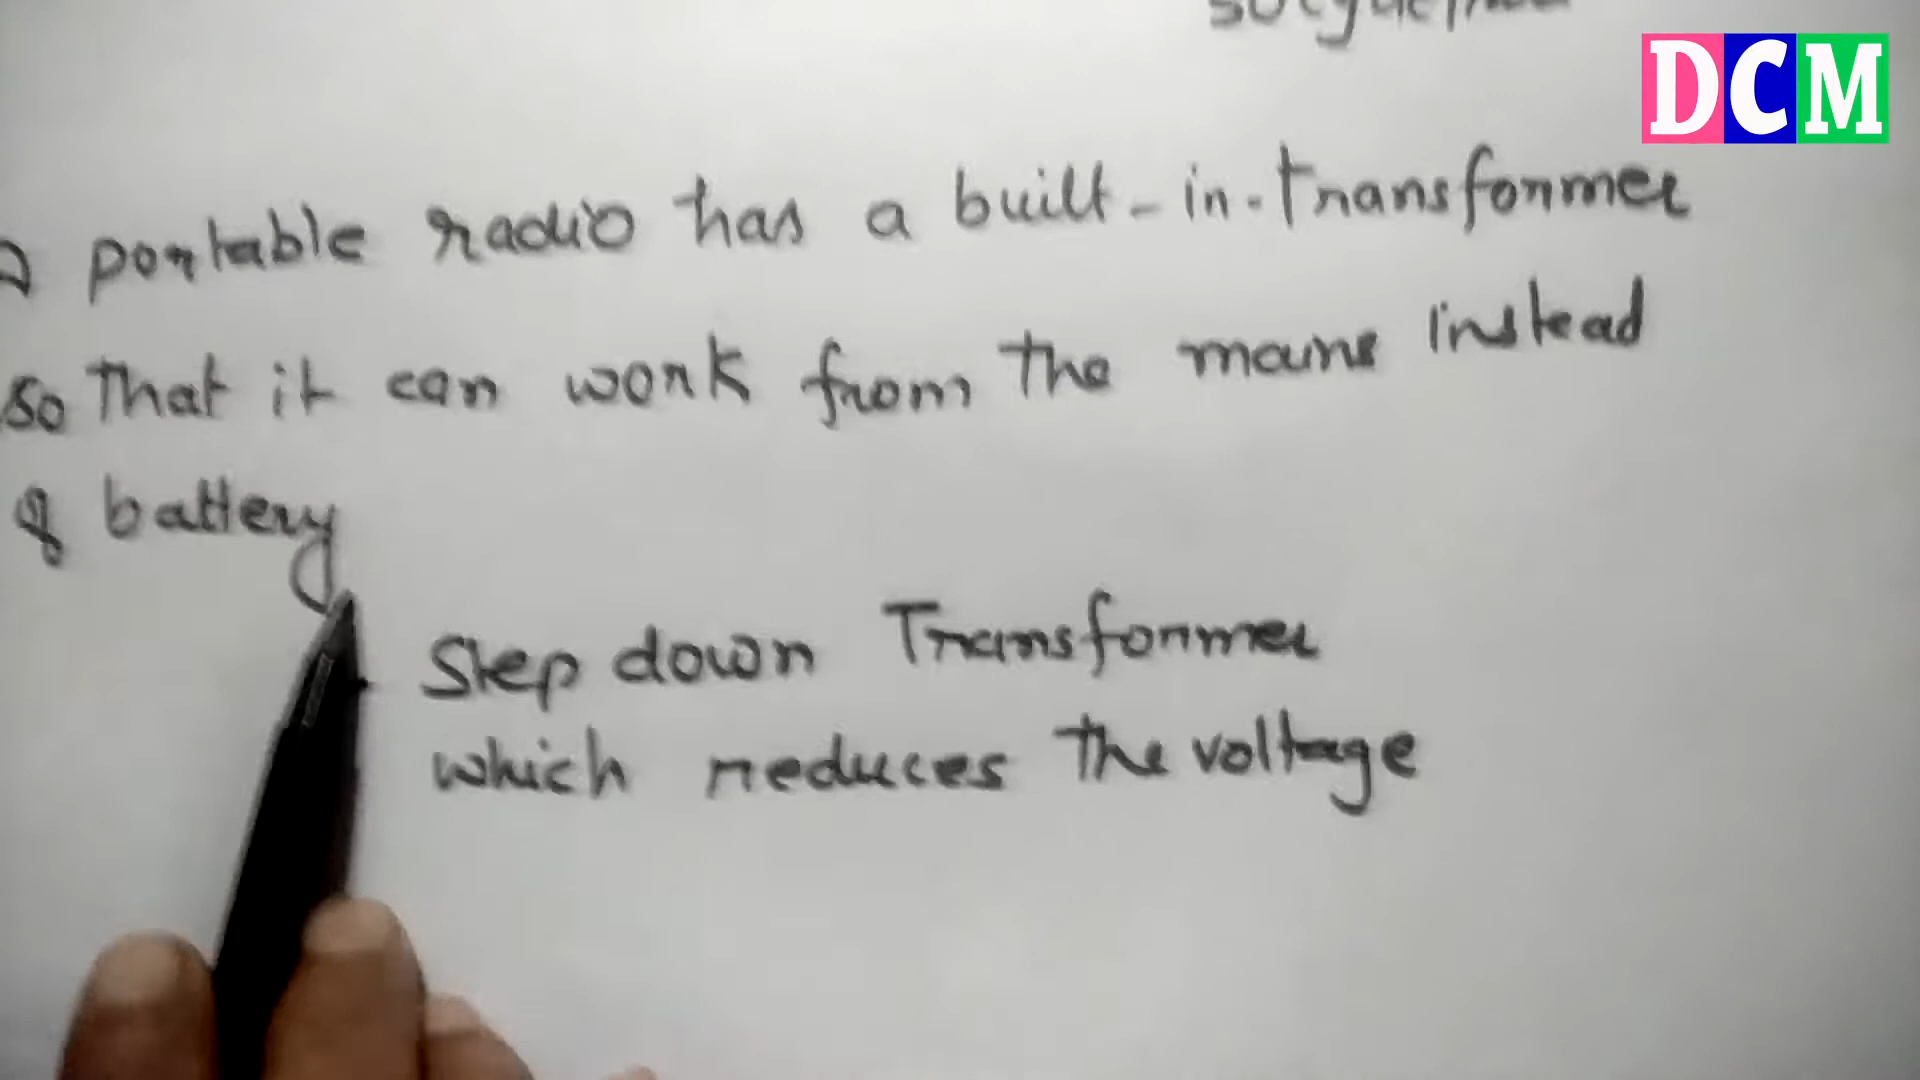 DCM
portable radio has a built-in-transformer
so that it can work from the mains instead
of battery
Step down Transformer
which reduces the voltage